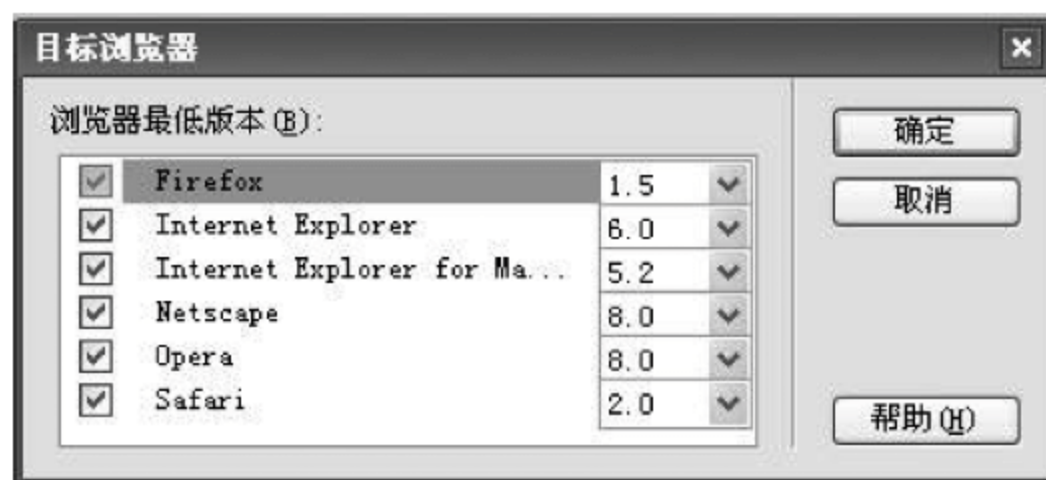 目标浏览器
浏览器最低版本(B):
Firefox 1.5
Internet Explorer 6.0
Internet Explorer for Ma... 5.2
Netscape 8.0
Opera 8.0
Safari 2.0
确定
取消
帮助(H)